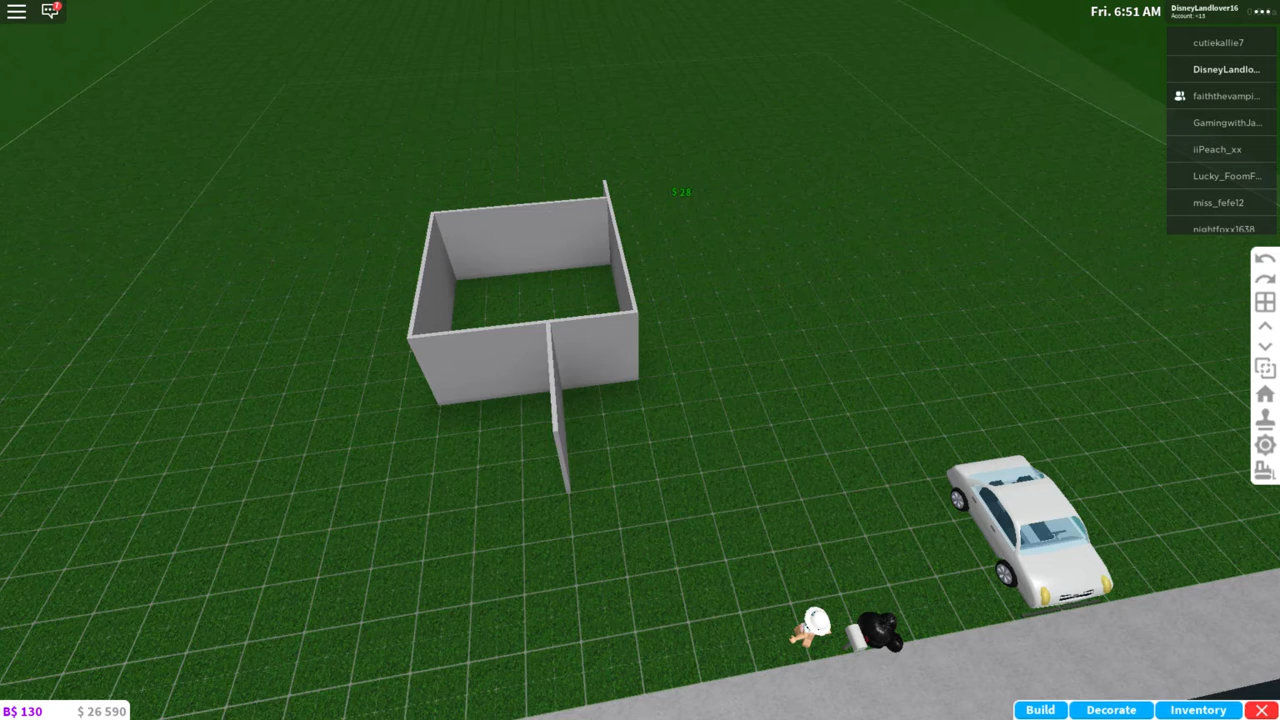 7
Fri. 6:51 AM
DisneyLandlover16
Account: <13
cutiekallie7
DisneyLandlo...
faiththevampi...
GamingwithJa...
iiPeach_xx
Lucky_FoomF...
miss_fefe12
nightfoxx1638
$ 28
B$ 130
$ 26 590
Build
Decorate
Inventory